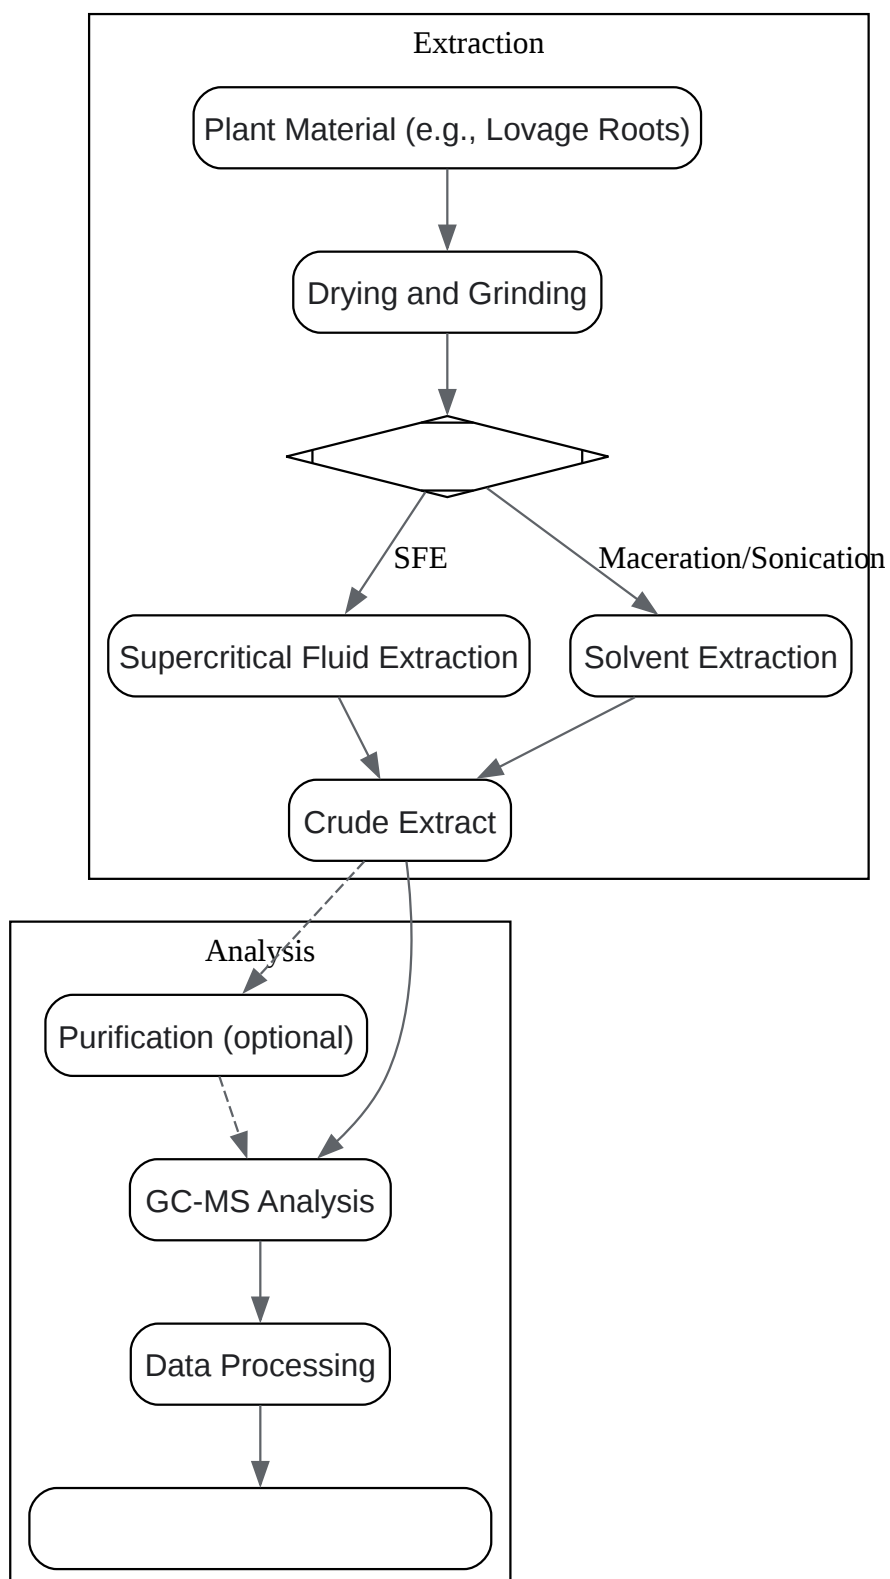 Extraction
Plant Material (e.g., Lovage Roots)
Drying and Grinding
SFE
Maceration/Sonication
Supercritical Fluid Extraction
Solvent Extraction
Crude Extract
Analysis
Purification (optional)
GC-MS Analysis
Data Processing